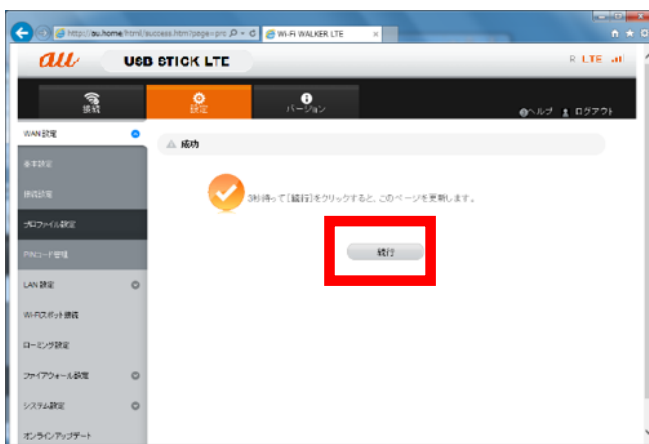 http://au.home/html/success.htm?page=pro
Wi-Fi WALKER LTE
au
USB STICK LTE
R LTE
接続
設定
バージョン
ヘルプ
ログアウト
WAN 設定
基本設定
接続設定
プロファイル設定
PINコード管理
LAN 設定
Wi-Fiスポット接続
ローミング設定
ファイアウォール設定
システム設定
オンラインアップデート
成功
3秒待って[続行]をクリックすると、このページを更新します。
続行